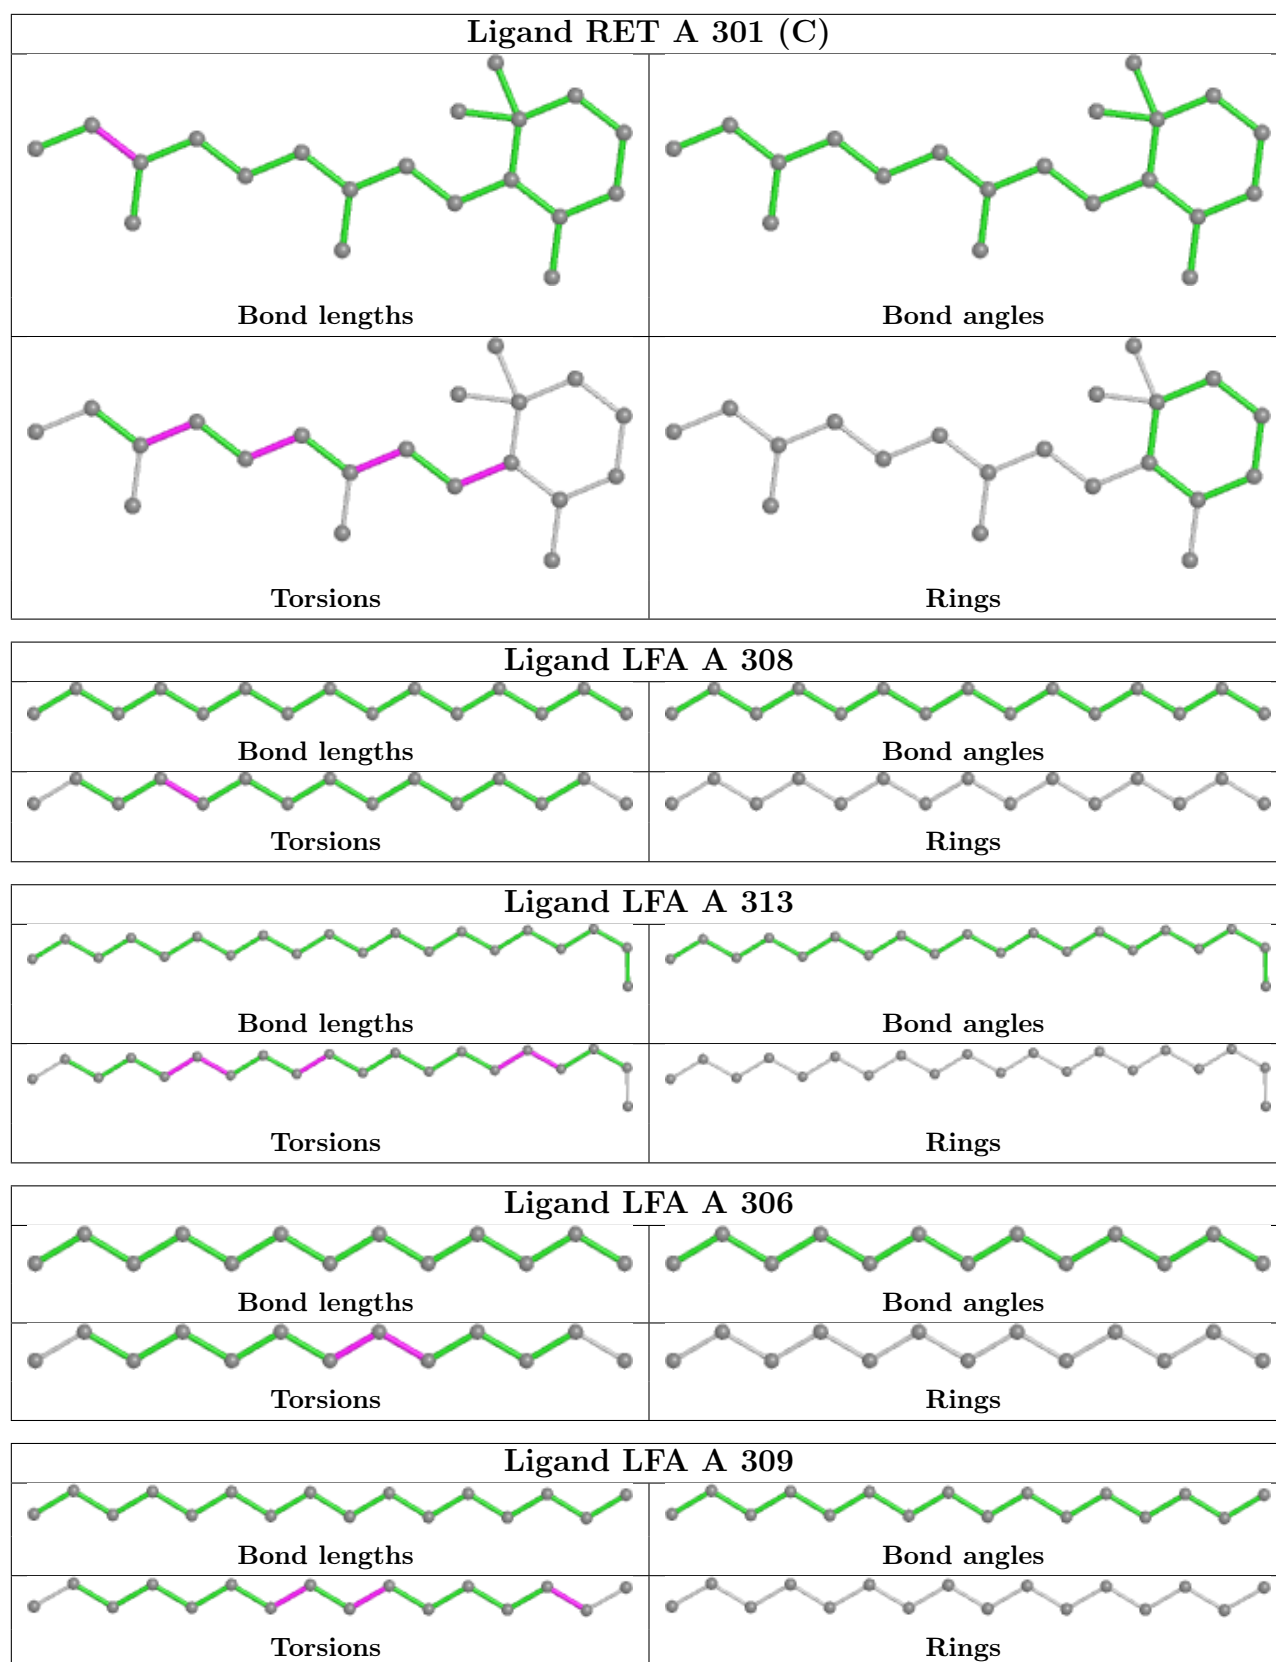 Ligand RET A 301 (C)
Bond lengths
Bond angles
Torsions
Rings
Ligand LFA A 308
Bond lengths
Bond angles
Torsions
Rings
Ligand LFA A 313
Bond lengths
Bond angles
Torsions
Rings
Ligand LFA A 306
Bond lengths
Bond angles
Torsions
Rings
Ligand LFA A 309
Bond lengths
Bond angles
Torsions
Rings